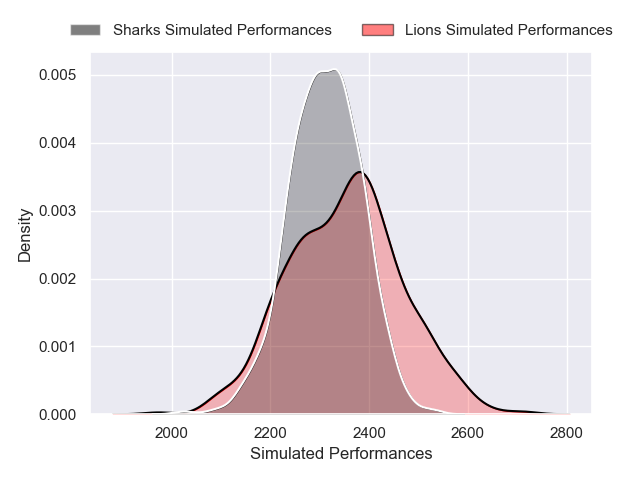 Sharks Simulated Performances Lions Simulated Performances
0.005
0.004
0.003
0.002
0.001
0.000
Density
2000 2200 2400 2600 2800
Simulated Performances